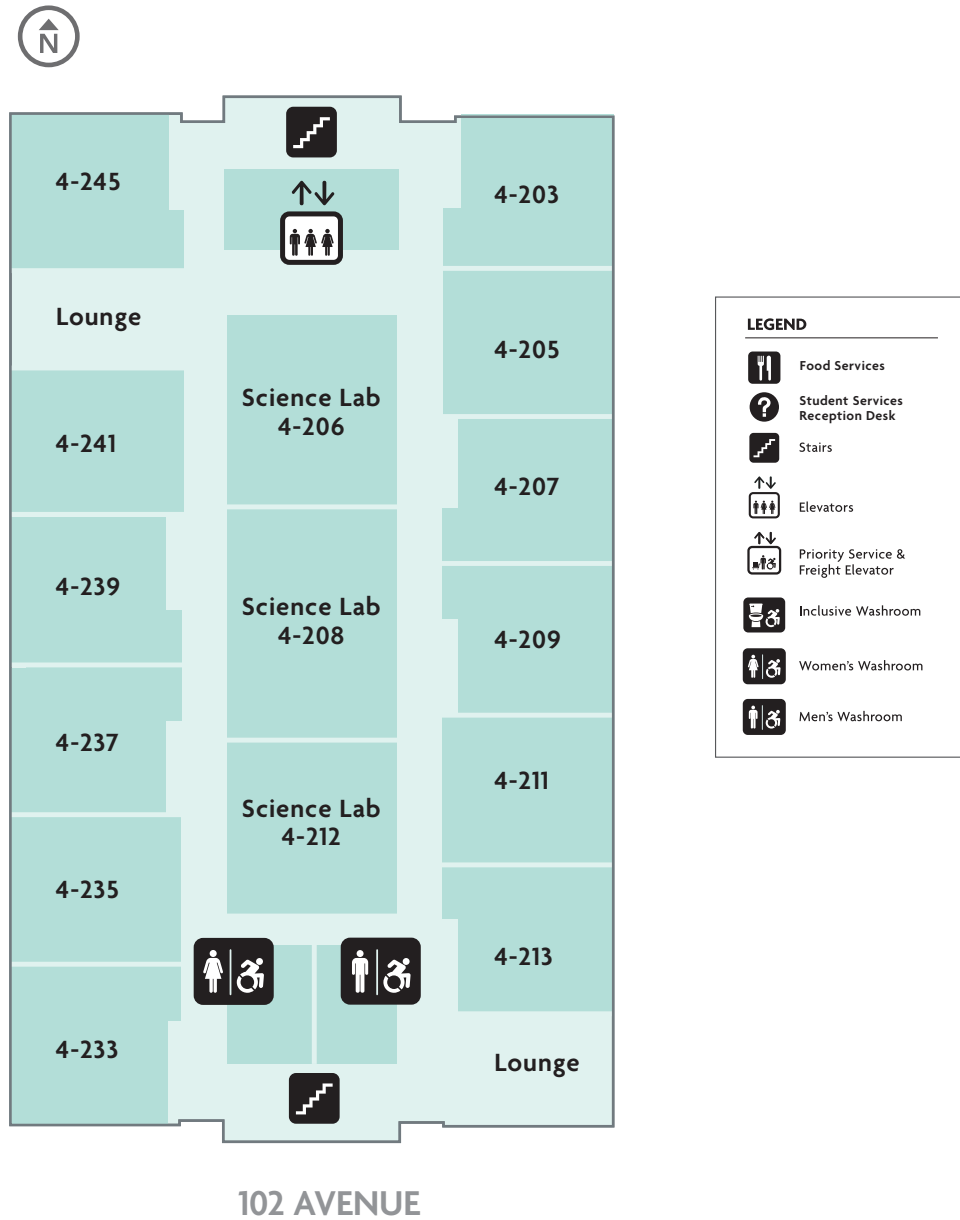 N
4-245
4-203
Lounge
4-205
Science Lab
4-206
4-241
4-207
4-239
Science Lab
4-208
4-209
4-237
4-211
Science Lab
4-212
4-235
4-213
4-233
Lounge
102 AVENUE
LEGEND
Food Services
?
Student Services
Reception Desk
Stairs
Elevators
Priority Service &
Freight Elevator
Inclusive Washroom
Women's Washroom
Men's Washroom